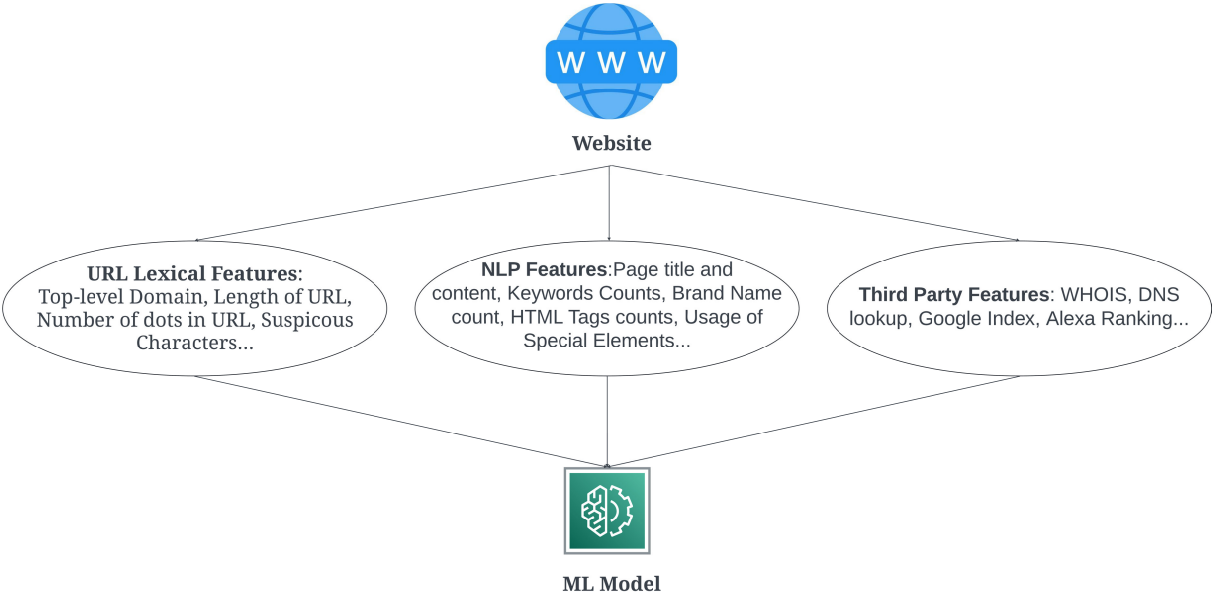 W W W
Website
URL Lexical Features:
Top-level Domain, Length of URL,
Number of dots in URL, Suspicous
Characters...
NLP Features:Page title and
content, Keywords Counts, Brand Name
count, HTML Tags counts, Usage of
Special Elements...
Third Party Features: WHOIS, DNS
lookup, Google Index, Alexa Ranking...
ML Model